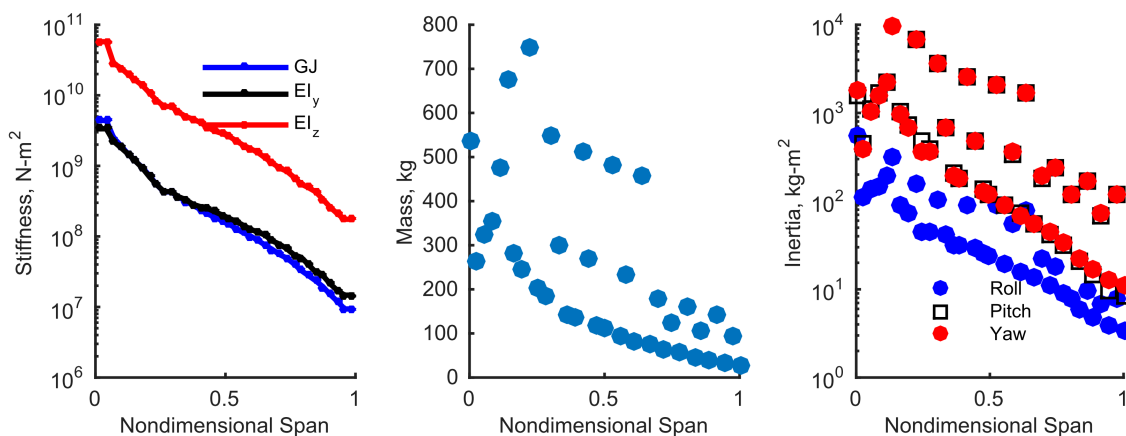 10^11
10^10
10^9
10^8
10^7
10^6
Stiffness, N-m^2
GJ
EI_y
EI_z
0
0.5
1
Nondimensional Span
800
700
600
500
400
300
200
100
0
Mass, kg
0
0.5
1
Nondimensional Span
10^4
10^3
10^2
10^1
10^0
Inertia, kg-m^2
Roll
Pitch
Yaw
0
0.5
1
Nondimensional Span